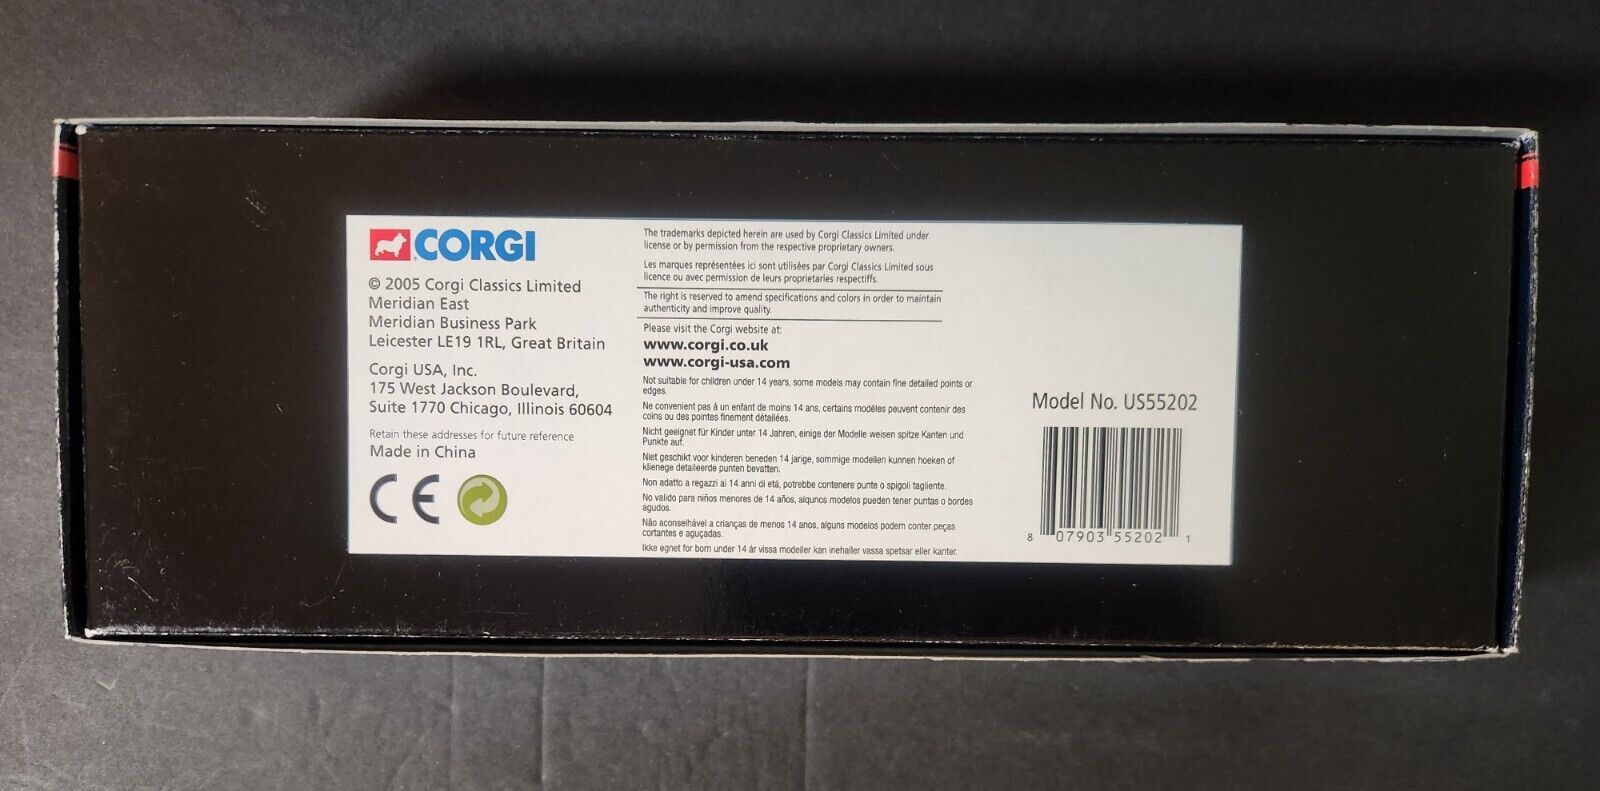 CORGI
© 2005 Corgi Classics Limited
Meridian East
Meridian Business Park
Leicester LE19 1RL, Great Britain
Corgi USA, Inc.
175 West Jackson Boulevard,
Suite 1770 Chicago, Illinois 60604
Retain these addresses for future reference
Made in China
CE
The trademarks depicted herein are used by Corgi Classics Limited under
license or by permission from the respective proprietary owners.
Les marques représentées ici sont utilisées par Corgi Classics Limited sous
licence ou avec permission de leurs proprietaries respectiffs.
The right is reserved to amend specifications and colors in order to maintain
authenticity and improve quality.
Please visit the Corgi website at:
www.corgi.co.uk
www.corgi-usa.com
Not suitable for children under 14 years, some models may contain fine detailed points or
edges.
Ne convenient pas á un enfant de moins 14 ans, certains modéles peuvent contenir des
coins ou des pointes finement détailées.
Nicht geeignet für Kinder unter 14 Jahren, einige der Modelle weisen spitze Kanten und
Punkte auf.
Niet geschikt voor kinderen beneden 14 jarige, sommige modellen kunnen hoeken of
klienege detaileerde punten bevatten.
Non adatto a regazzi ai 14 anni di etá, potrebbe contenere punte o spigoli tagliente.
No valido para niños menores de 14 años, algunos modelos pueden tener puntas o bordes
agudos.
Não aconselhável a crianças de menos 14 anos, alguns modelos podem conter peças
cortantes e aguçadas.
Ikke egnet for born under 14 år vissa modeller kan inehaller vassa spetsar eller kanter.
Model No. US55202
8 07903 55202 1